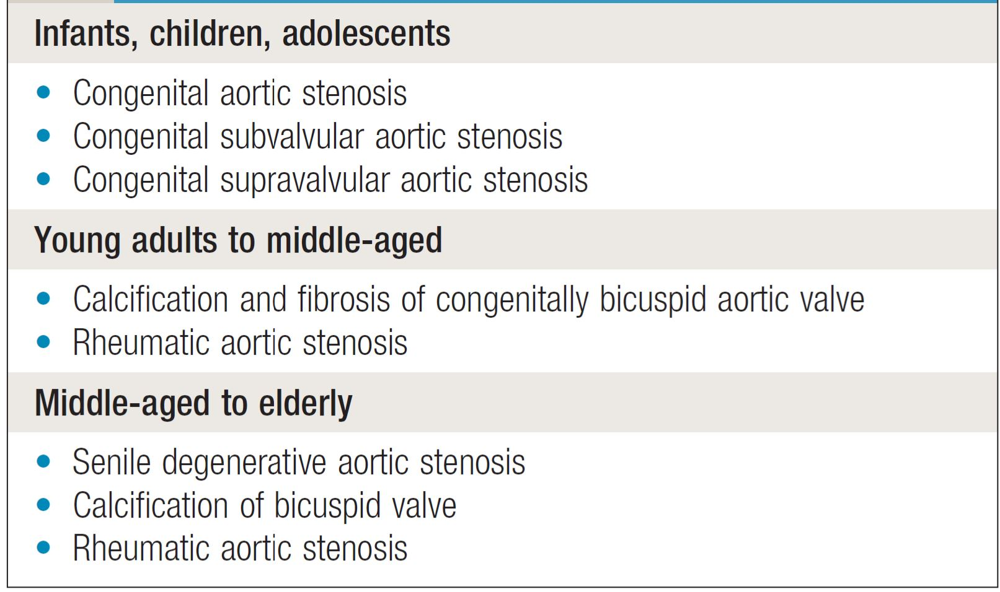 Infants, children, adolescents
• Congenital aortic stenosis
• Congenital subvalvular aortic stenosis
• Congenital supravalvular aortic stenosis
Young adults to middle-aged
• Calcification and fibrosis of congenitally bicuspid aortic valve
• Rheumatic aortic stenosis
Middle-aged to elderly
• Senile degenerative aortic stenosis
• Calcification of bicuspid valve
• Rheumatic aortic stenosis